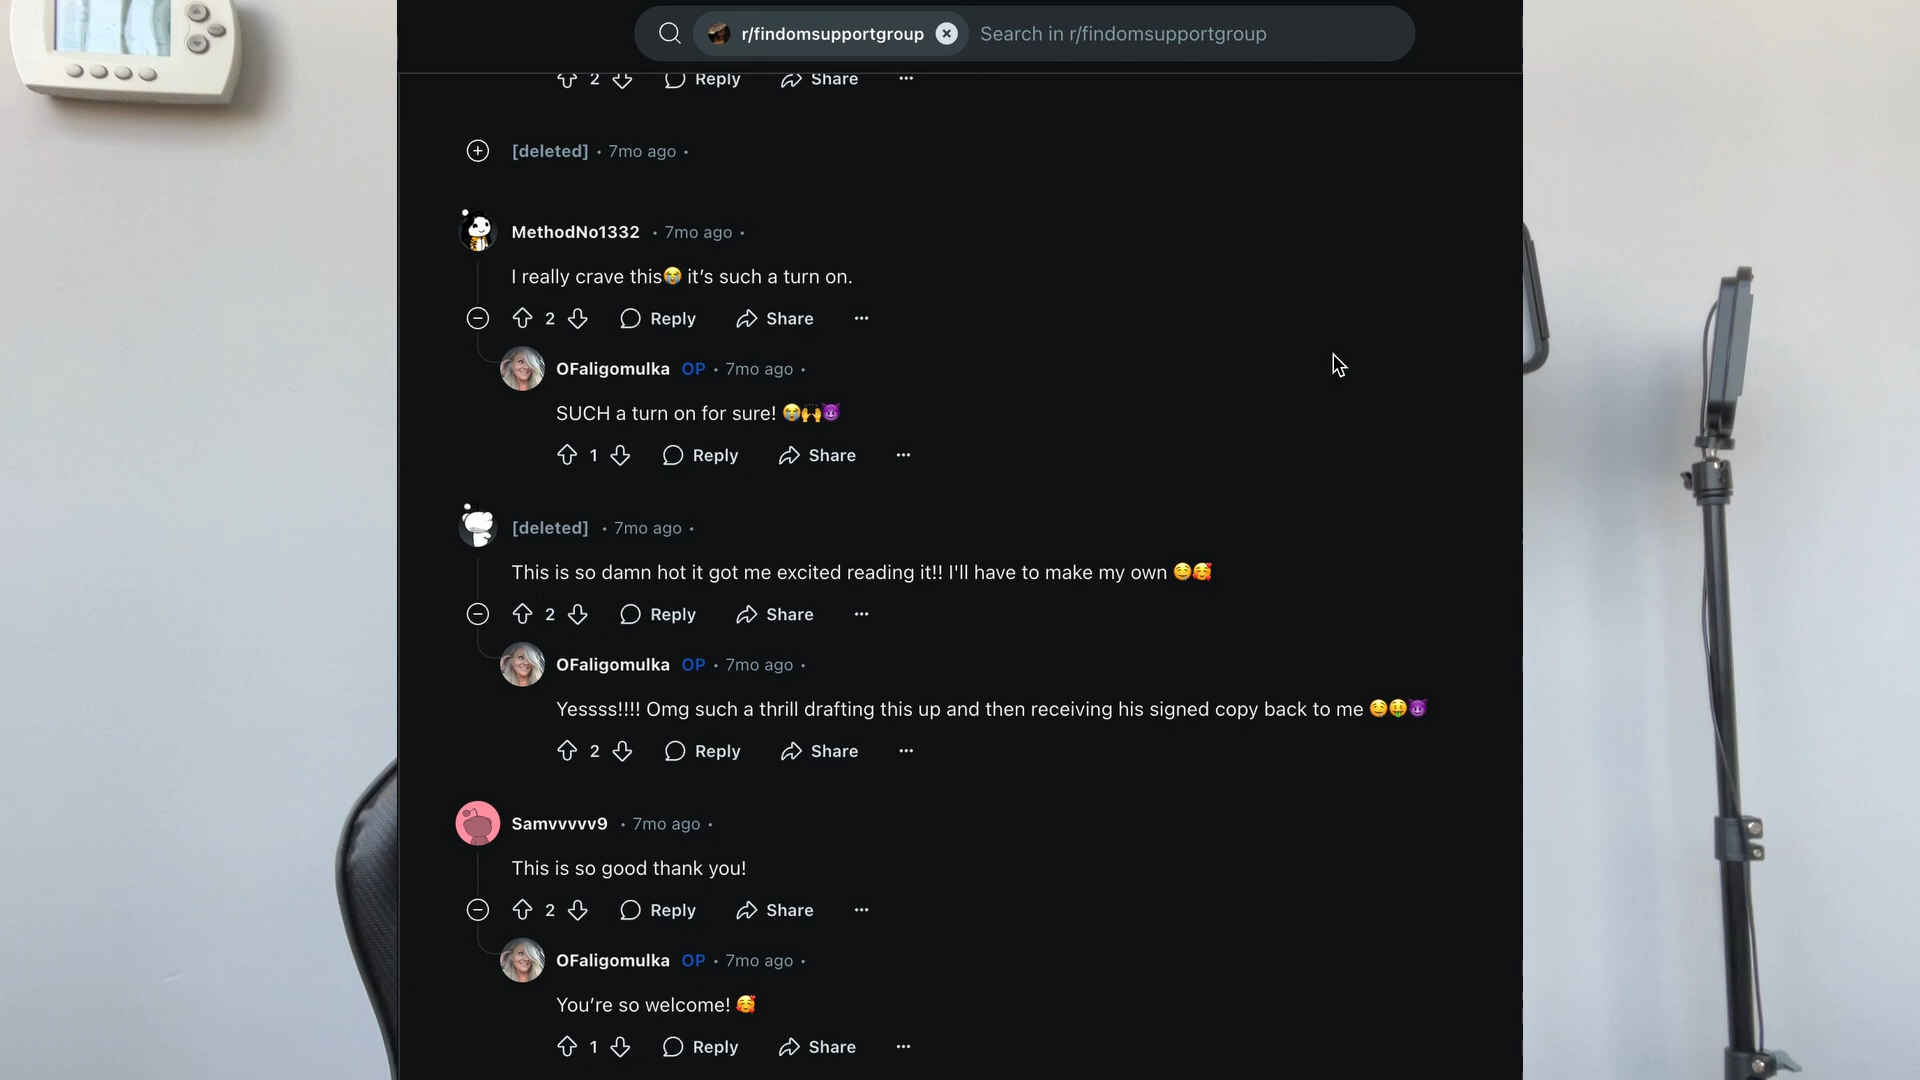 r/findomsupportgroup Search in r/findomsupportgroup
2 Reply Share
[deleted] • 7mo ago •
MethodNo1332 • 7mo ago •
I really crave this😭 it’s such a turn on.
2 Reply Share
OFaligomulka OP • 7mo ago •
SUCH a turn on for sure! 😭🙌😈
1 Reply Share
[deleted] • 7mo ago •
This is so damn hot it got me excited reading it!! I'll have to make my own ☺️🥰
2 Reply Share
OFaligomulka OP • 7mo ago •
Yessss!!!! Omg such a thrill drafting this up and then receiving his signed copy back to me ☺️🤑😈
2 Reply Share
Samvvvvv9 • 7mo ago •
This is so good thank you!
2 Reply Share
OFaligomulka OP • 7mo ago •
You’re so welcome! 🥰
1 Reply Share